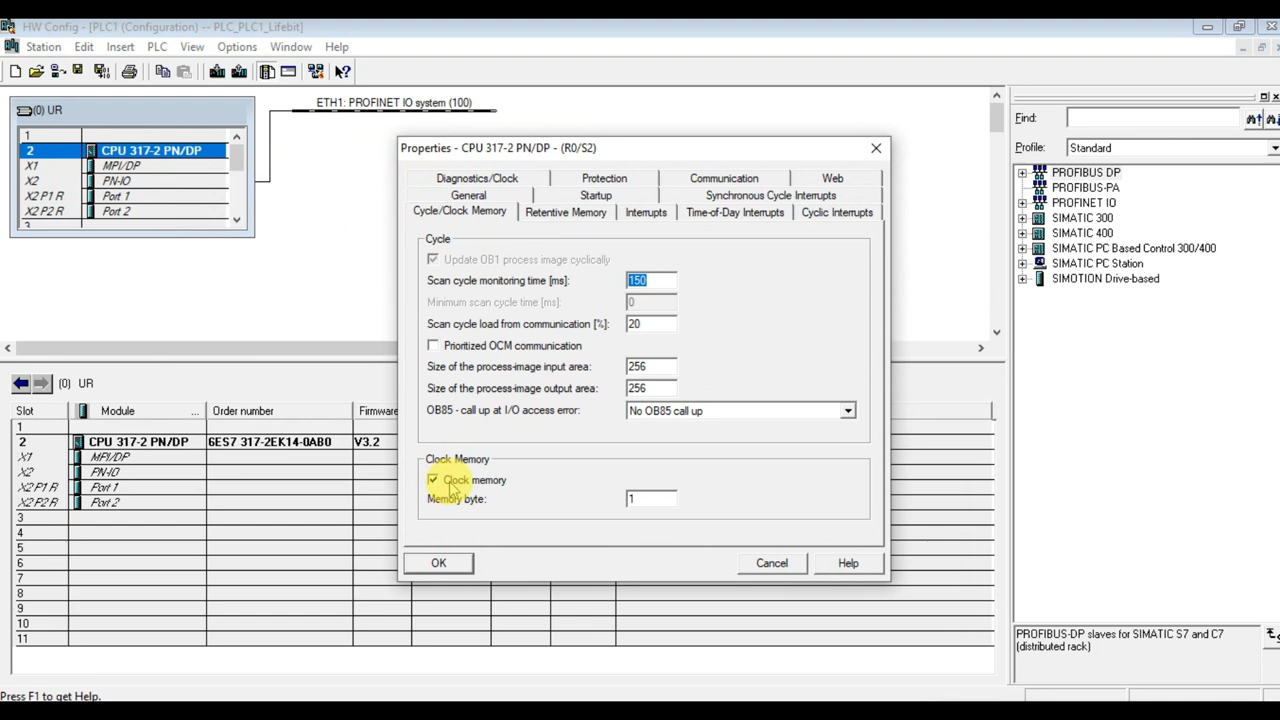 HW Config - [PLC1 (Configuration) -- PLC_PLC1_Lifebit]
Station Edit Insert PLC View Options Window Help
(0) UR
1
2 CPU 317-2 PN/DP
X1 MPI/DP
X2 PN-IO
X2 P1 R Port 1
X2 P2 R Port 2
3
ETH1: PROFINET IO system (100)
Properties - CPU 317-2 PN/DP - (R0/S2)
Diagnostics/Clock Protection Communication Web
General Startup Synchronous Cycle Interrupts
Cycle/Clock Memory Retentive Memory Interrupts Time-of-Day Interrupts Cyclic Interrupts
Cycle
Update OB1 process image cyclically
Scan cycle monitoring time [ms]: 150
Minimum scan cycle time [ms]: 0
Scan cycle load from communication [%]: 20
Prioritized OCM communication
Size of the process-image input area: 256
Size of the process-image output area: 256
OB85 - call up at I/O access error: No OB85 call up
Clock Memory
Clock memory
Memory byte: 1
OK Cancel Help
Find:
Profile: Standard
PROFIBUS DP
PROFIBUS-PA
PROFINET IO
SIMATIC 300
SIMATIC 400
SIMATIC PC Based Control 300/400
SIMATIC PC Station
SIMOTION Drive-based
(0) UR
Slot Module ... Order number Firmware
1
2 CPU 317-2 PN/DP 6ES7 317-2EK14-0AB0 V3.2
X1 MPI/DP
X2 PN-IO
X2 P1 R Port 1
X2 P2 R Port 2
3
4
5
6
7
8
9
10
11
PROFIBUS-DP slaves for SIMATIC S7 and C7
(distributed rack)
Press F1 to get Help.